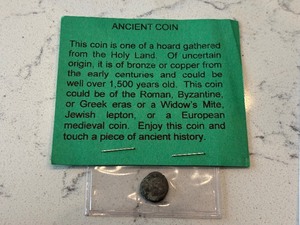 ANCIENT COIN
This coin is one of a hoard gathered
from the Holy Land. Of uncertain
origin, it is of bronze or copper from
the early centuries and could be
well over 1,500 years old. This coin
could be of the Roman, Byzantine,
or Greek eras or a Widow's Mite,
Jewish lepton, or a European
medieval coin. Enjoy this coin and
touch a piece of ancient history.